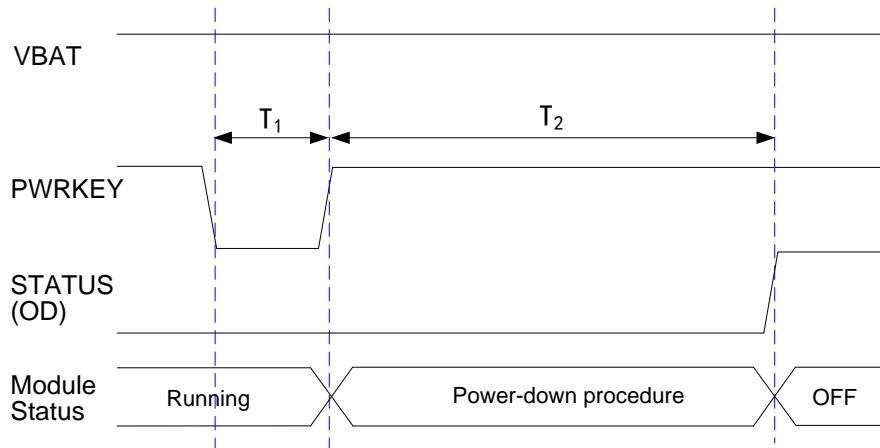 VBAT
T₁
T₂
PWRKEY
STATUS
(OD)
Module
Status
Running
Power-down procedure
OFF